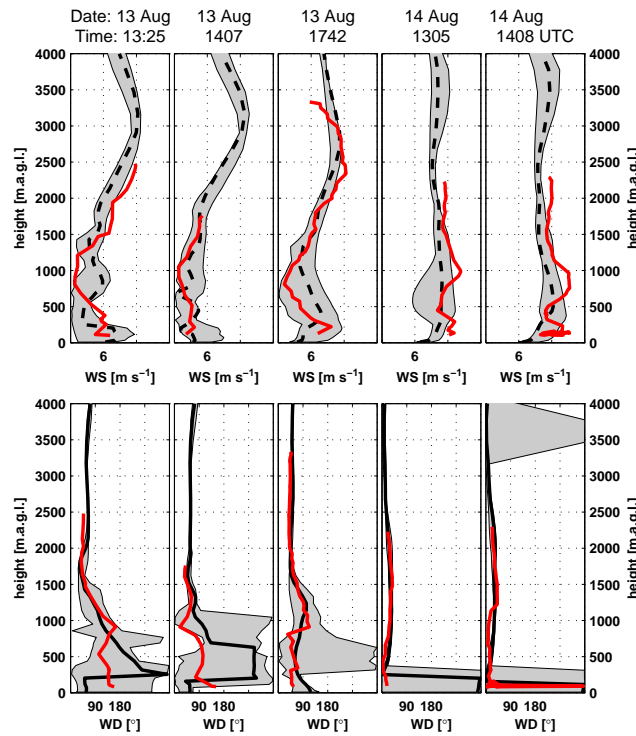 Date: 13 Aug 13 Aug 13 Aug 14 Aug 14 Aug
Time: 13:25 1407 1742 1305 1408 UTC
4000 4000
3500 3500
3000 3000
2500 2500
2000 2000
1500 1500
1000 1000
500 500
0 0
height [m.a.g.l.] height [m.a.g.l.]
6 6 6 6 6
WS [m s⁻¹] WS [m s⁻¹] WS [m s⁻¹] WS [m s⁻¹] WS [m s⁻¹]
4000 4000
3500 3500
3000 3000
2500 2500
2000 2000
1500 1500
1000 1000
500 500
0 0
height [m.a.g.l.] height [m.a.g.l.]
90 180 90 180 90 180 90 180 90 180
WD [°] WD [°] WD [°] WD [°] WD [°]